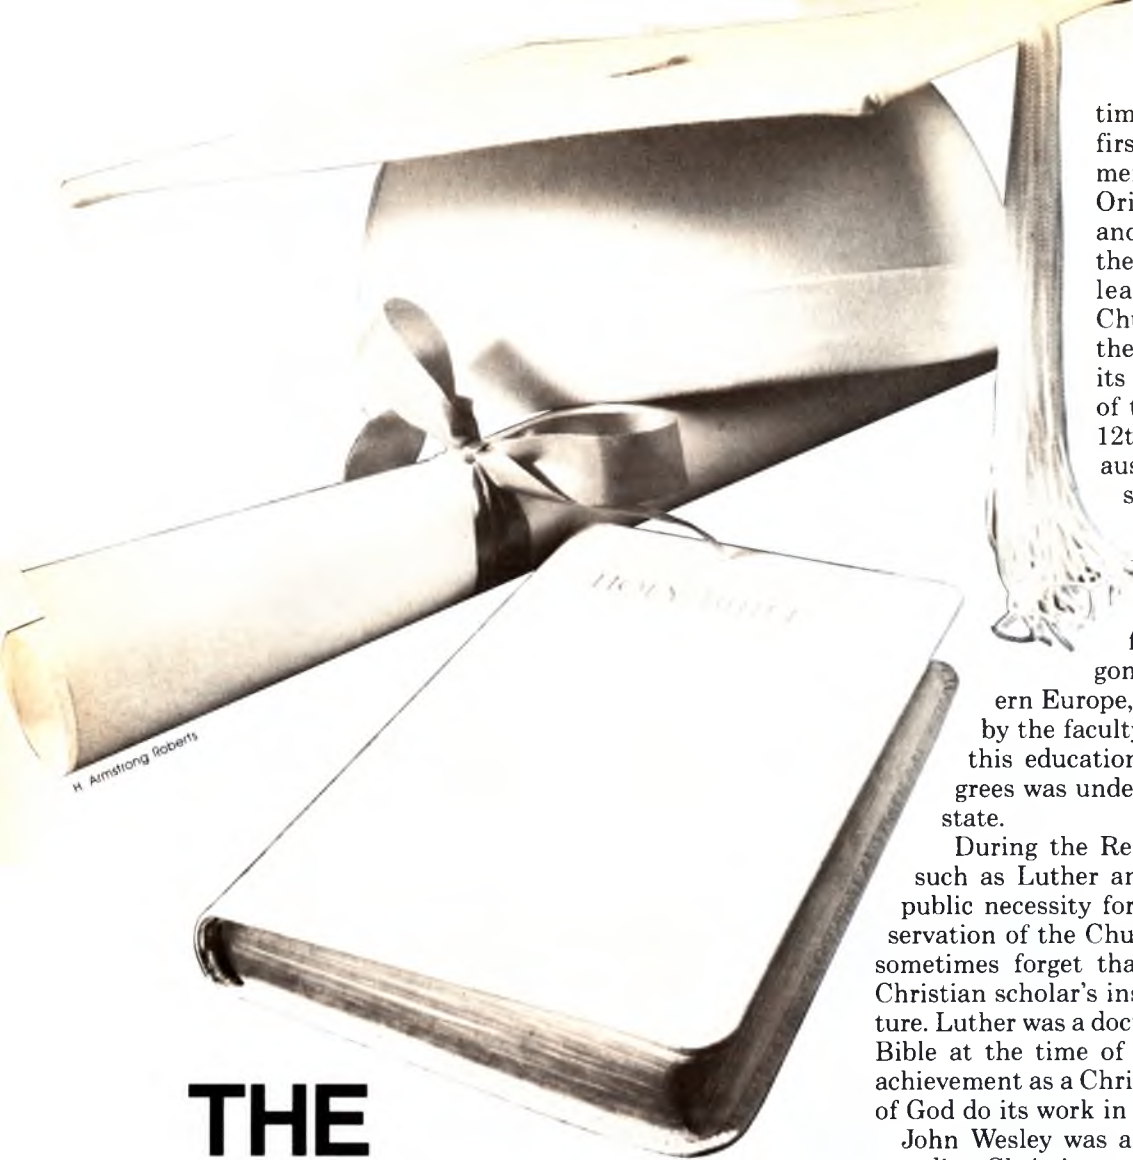 HOLY BIBLE
H. Armstrong Roberts
THE
tim
firs
me
Ori
and
the
lea
Chu
the
its
of t
12t
aus
s
f
gon
ern Europe,
by the faculty
this education
grees was unde
state.
During the Re
such as Luther an
public necessity for
servation of the Chu
sometimes forget tha
Christian scholar's ins
ture. Luther was a doc
Bible at the time of
achievement as a Chri
of God do its work in
John Wesley was a